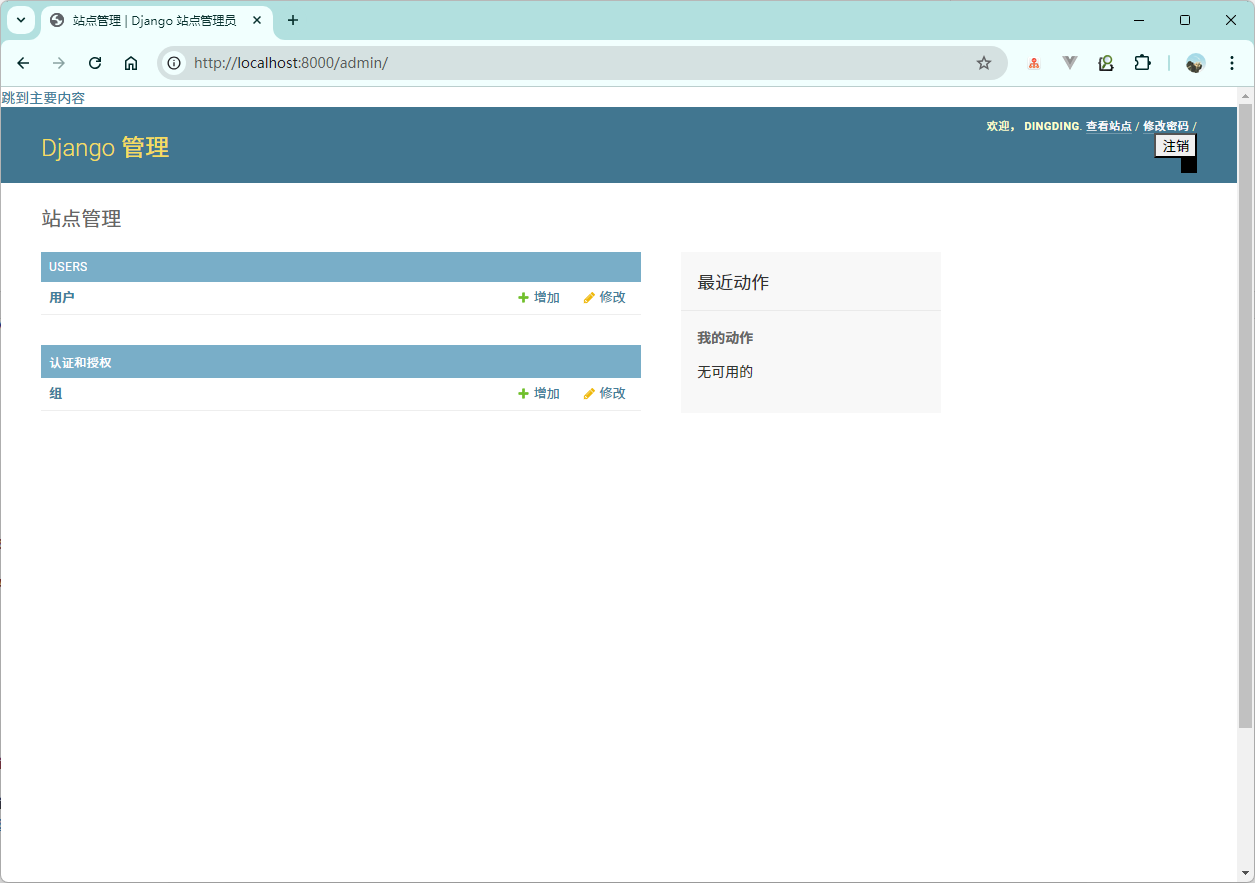 站点管理 | Django 站点管理员
http://localhost:8000/admin/
跳到主要内容
Django 管理
欢迎， DINGDING. 查看站点 / 修改密码 /
注销
站点管理
USERS
用户 增加 修改
认证和授权
组 增加 修改
最近动作
我的动作
无可用的